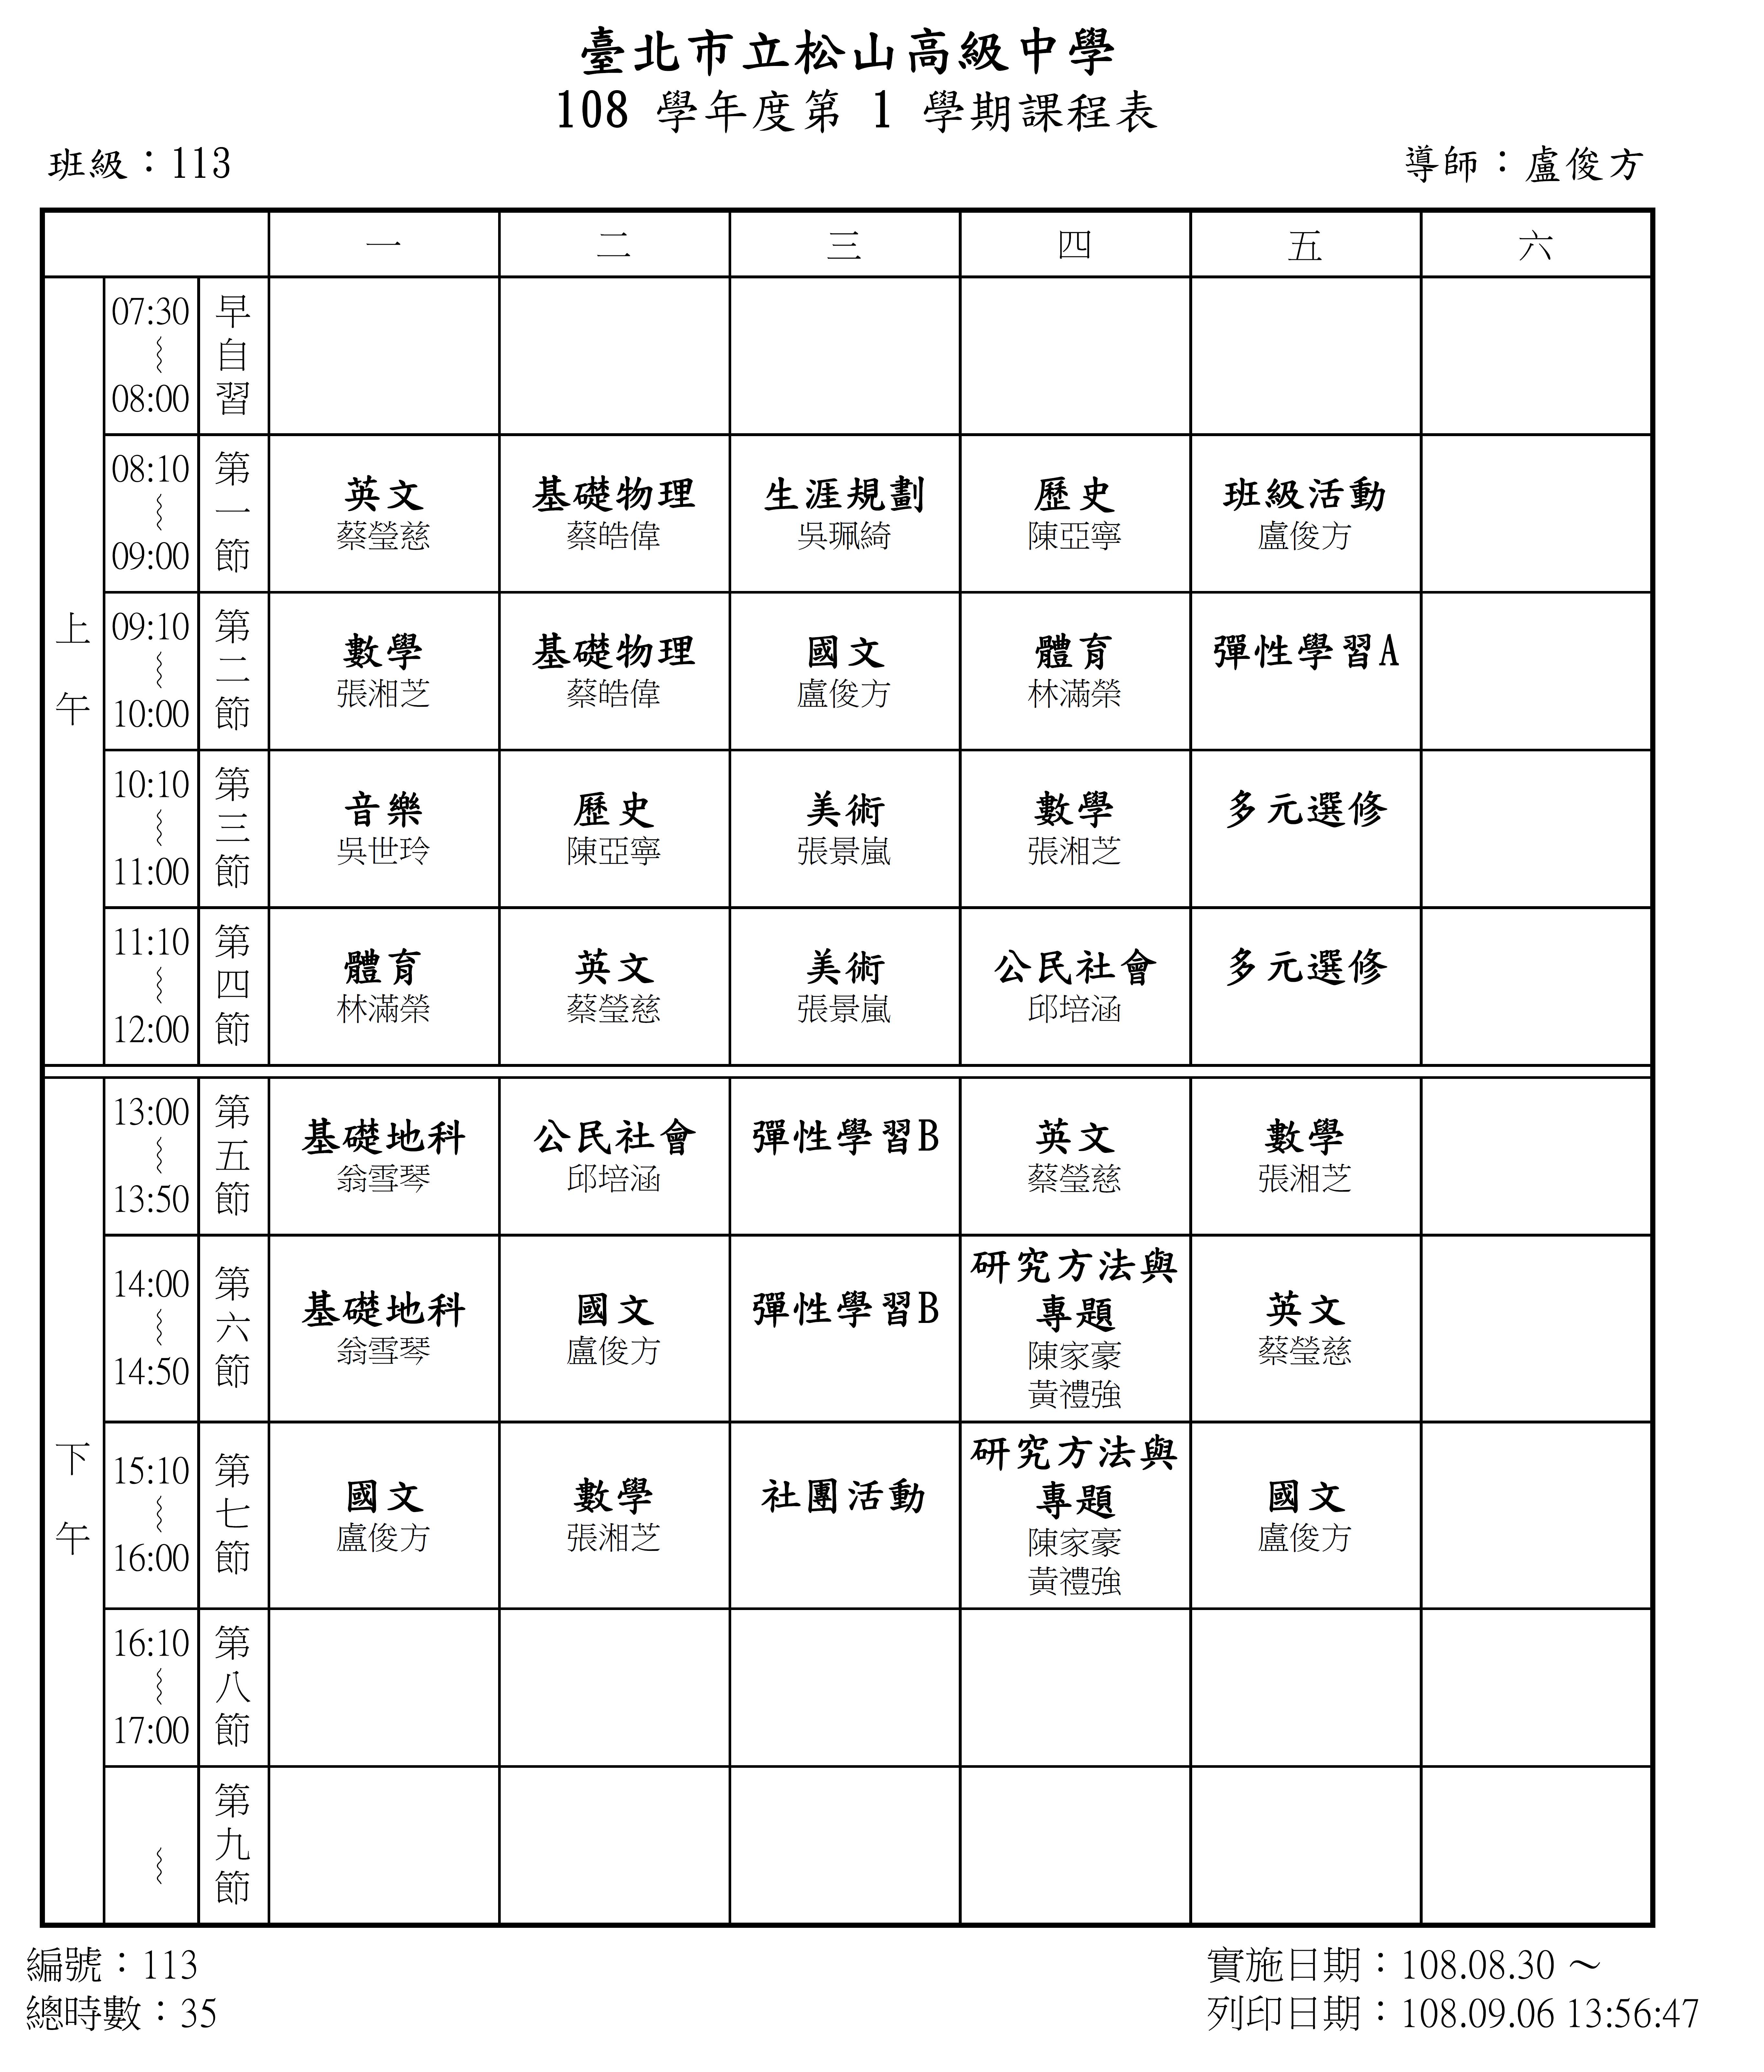 臺北市立松山高級中學
108 學年度第 1 學期課程表
班級：113 導師：盧俊方
一 二 三 四 五 六
上午
07:30 ～ 08:00 早自習
08:10 ～ 09:00 第一節
英文 基礎物理 生涯規劃 歷史 班級活動
蔡瑩慈 蔡皓偉 吳珮綺 陳亞寧 盧俊方
09:10 ～ 10:00 第二節
數學 基礎物理 國文 體育 彈性學習A
張湘芝 蔡皓偉 盧俊方 林滿榮
10:10 ～ 11:00 第三節
音樂 歷史 美術 數學 多元選修
吳世玲 陳亞寧 張景嵐 張湘芝
11:10 ～ 12:00 第四節
體育 英文 美術 公民社會 多元選修
林滿榮 蔡瑩慈 張景嵐 邱培涵
下午
13:00 ～ 13:50 第五節
基礎地科 公民社會 彈性學習B 英文 數學
翁雪琴 邱培涵 蔡瑩慈 張湘芝
14:00 ～ 14:50 第六節
基礎地科 國文 彈性學習B 研究方法與專題 英文
翁雪琴 盧俊方 陳家豪 黃禮強 蔡瑩慈
15:10 ～ 16:00 第七節
國文 數學 社團活動 研究方法與專題 國文
盧俊方 張湘芝 陳家豪 黃禮強 盧俊方
16:10 ～ 17:00 第八節
～ 第九節
編號：113 實施日期：108.08.30 ～
總時數：35 列印日期：108.09.06 13:56:47